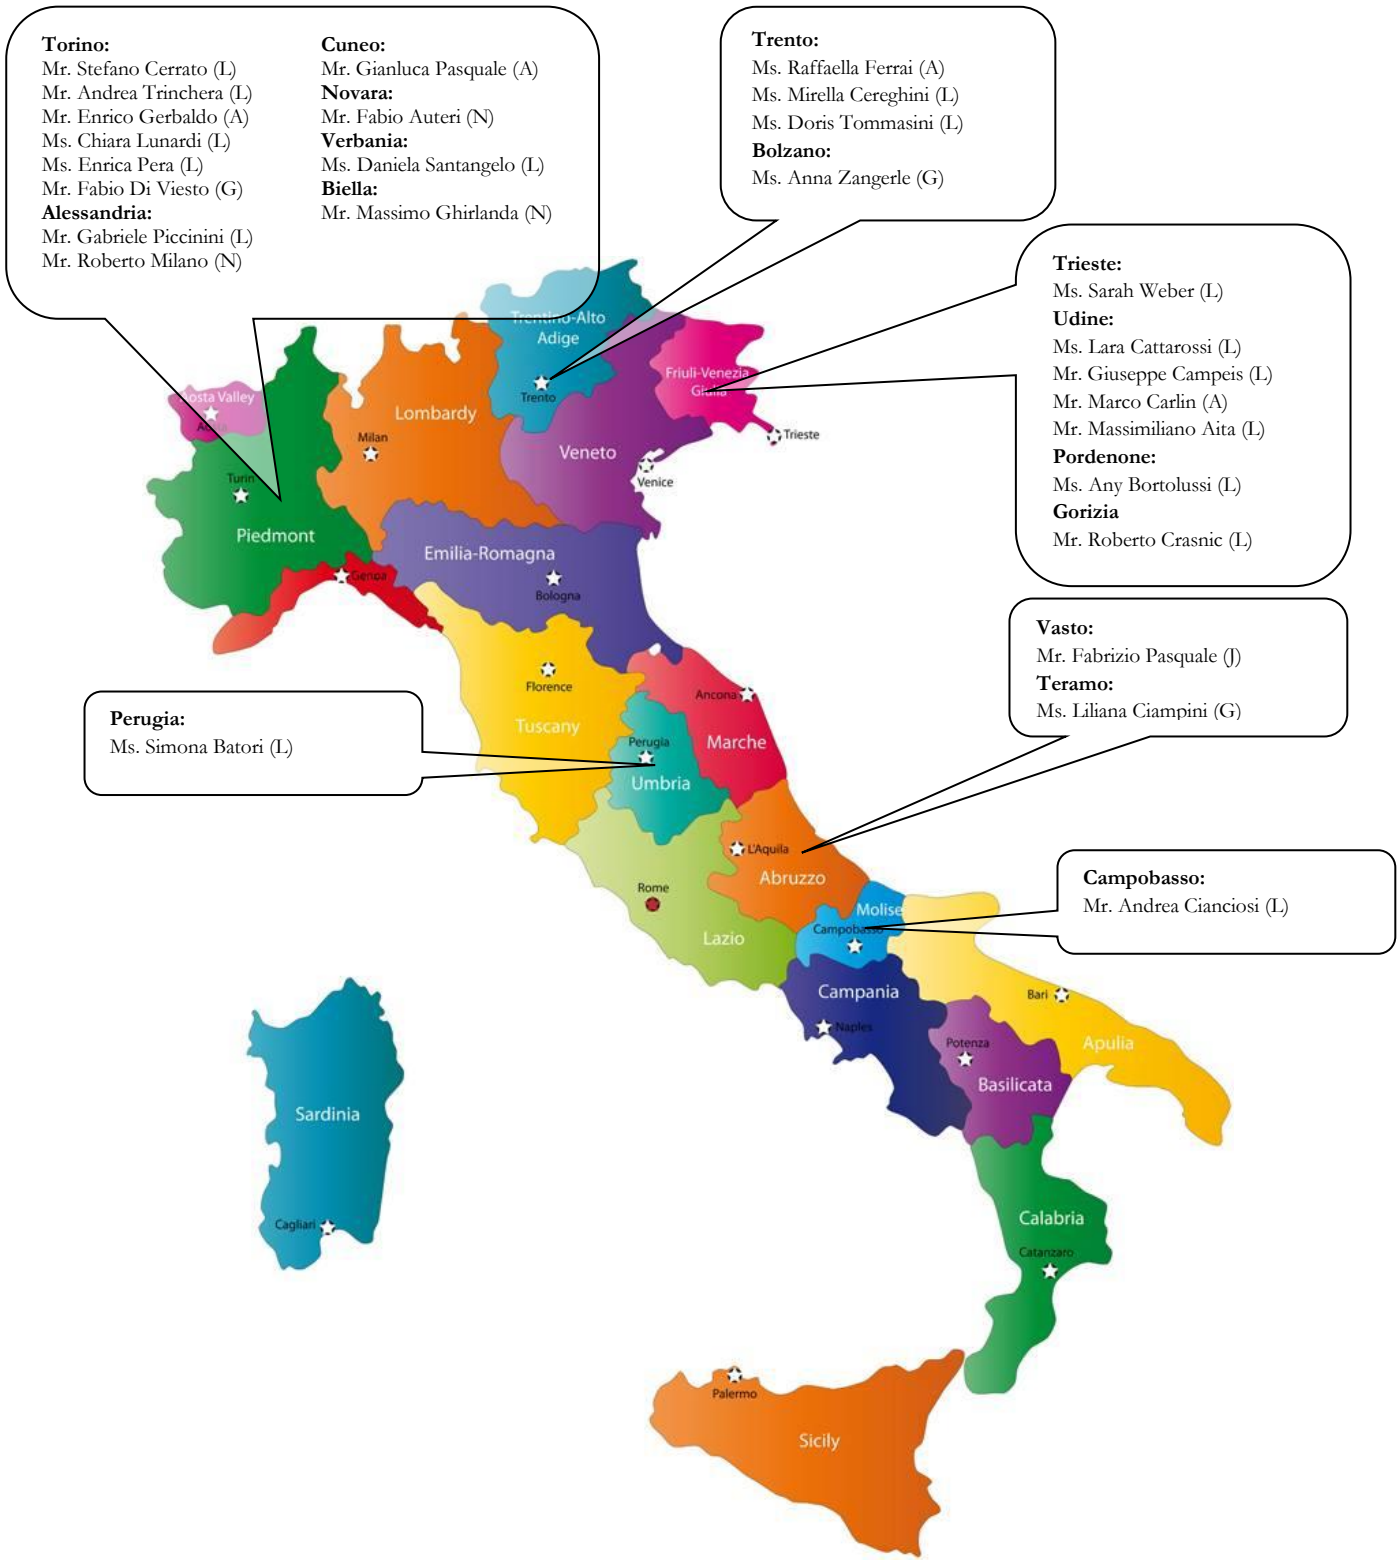 Torino:
Mr. Stefano Cerrato (L)
Mr. Andrea Trinchera (L)
Mr. Enrico Gerbaldo (A)
Ms. Chiara Lunardi (L)
Ms. Enrica Pera (L)
Mr. Fabio Di Viesto (G)
Alessandria:
Mr. Gabriele Piccinini (L)
Mr. Roberto Milano (N)
Cuneo:
Mr. Gianluca Pasquale (A)
Novara:
Mr. Fabio Auteri (N)
Verbania:
Ms. Daniela Santangelo (L)
Biella:
Mr. Massimo Ghirlanda (N)
Trento:
Ms. Raffaella Ferrai (A)
Ms. Mirella Cereghini (L)
Ms. Doris Tommasini (L)
Bolzano:
Ms. Anna Zangerle (G)
Trieste:
Ms. Sarah Weber (L)
Udine:
Ms. Lara Cattarossi (L)
Mr. Giuseppe Campeis (L)
Mr. Marco Carlin (A)
Mr. Massimiliano Aita (L)
Pordenone:
Ms. Any Bortolussi (L)
Gorizia
Mr. Roberto Crasnic (L)
Vasto:
Mr. Fabrizio Pasquale (J)
Teramo:
Ms. Liliana Ciampini (G)
Perugia:
Ms. Simona Batori (L)
Campobasso:
Mr. Andrea Cianciosi (L)
Trentino-Alto
Adige
Trento
Friuli-Venezia
Giulia
Trieste
Aosta Valley
Aosta
Lombardy
Milan
Veneto
Venice
Turin
Piedmont
Emilia-Romagna
Bologna
Genoa
Florence
Tuscany
Ancona
Marche
Perugia
Umbria
L'Aquila
Abruzzo
Rome
Lazio
Molise
Campobasso
Campania
Naples
Bari
Apulia
Potenza
Basilicata
Sardinia
Cagliari
Calabria
Catanzaro
Palermo
Sicily